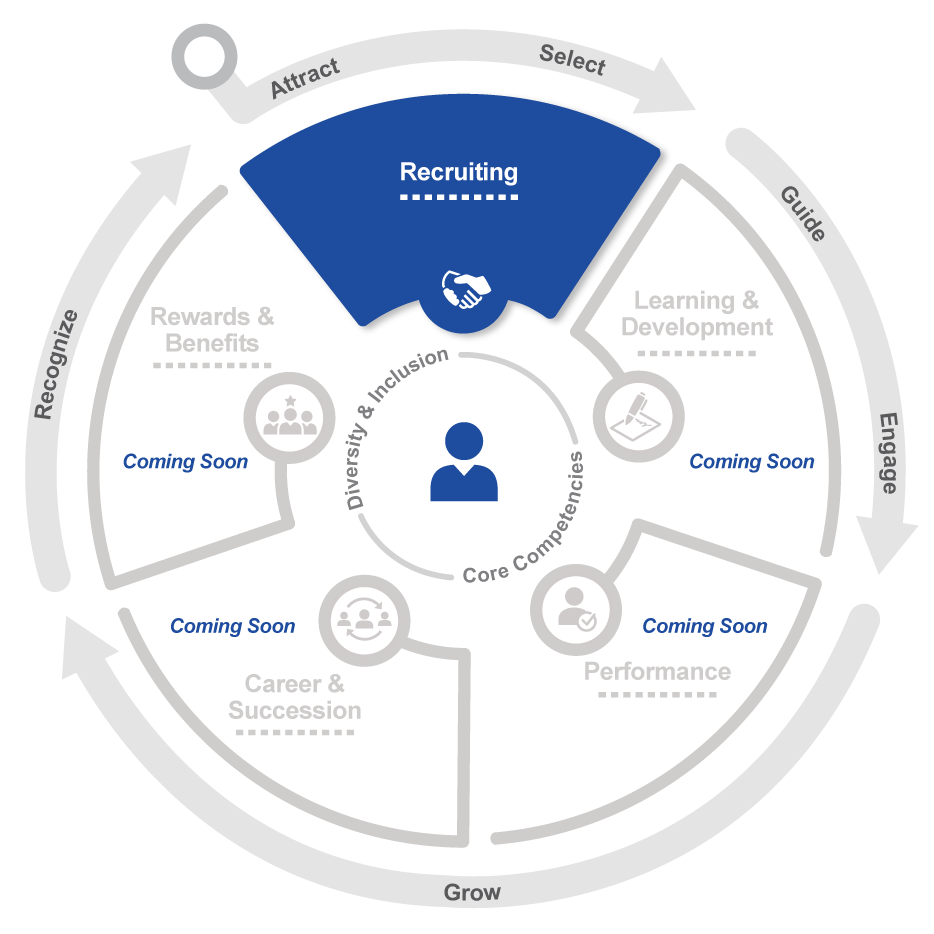 Attract
Select
Guide
Engage
Grow
Recognize
Recruiting
Learning &
Development
Coming Soon
Performance
Coming Soon
Career &
Succession
Coming Soon
Rewards &
Benefits
Coming Soon
Diversity & Inclusion
Core Competencies